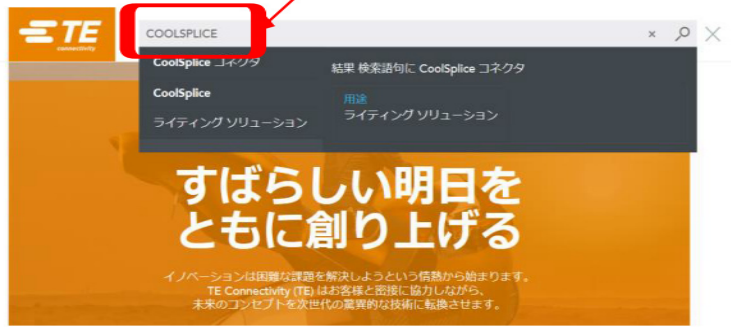 TE
connectivity
COOLSPLICE ×
CoolSplice コネクタ
CoolSplice
ライティング ソリューション
結果 検索語句に CoolSplice コネクタ
用途
ライティング ソリューション
すばらしい明日を
ともに創り上げる
イノベーションは困難な課題を解決しようという情熱から始まります。
TE Connectivity (TE) はお客様と密接に協力しながら、
未来のコンセプトを次世代の驚異的な技術に転換させます。